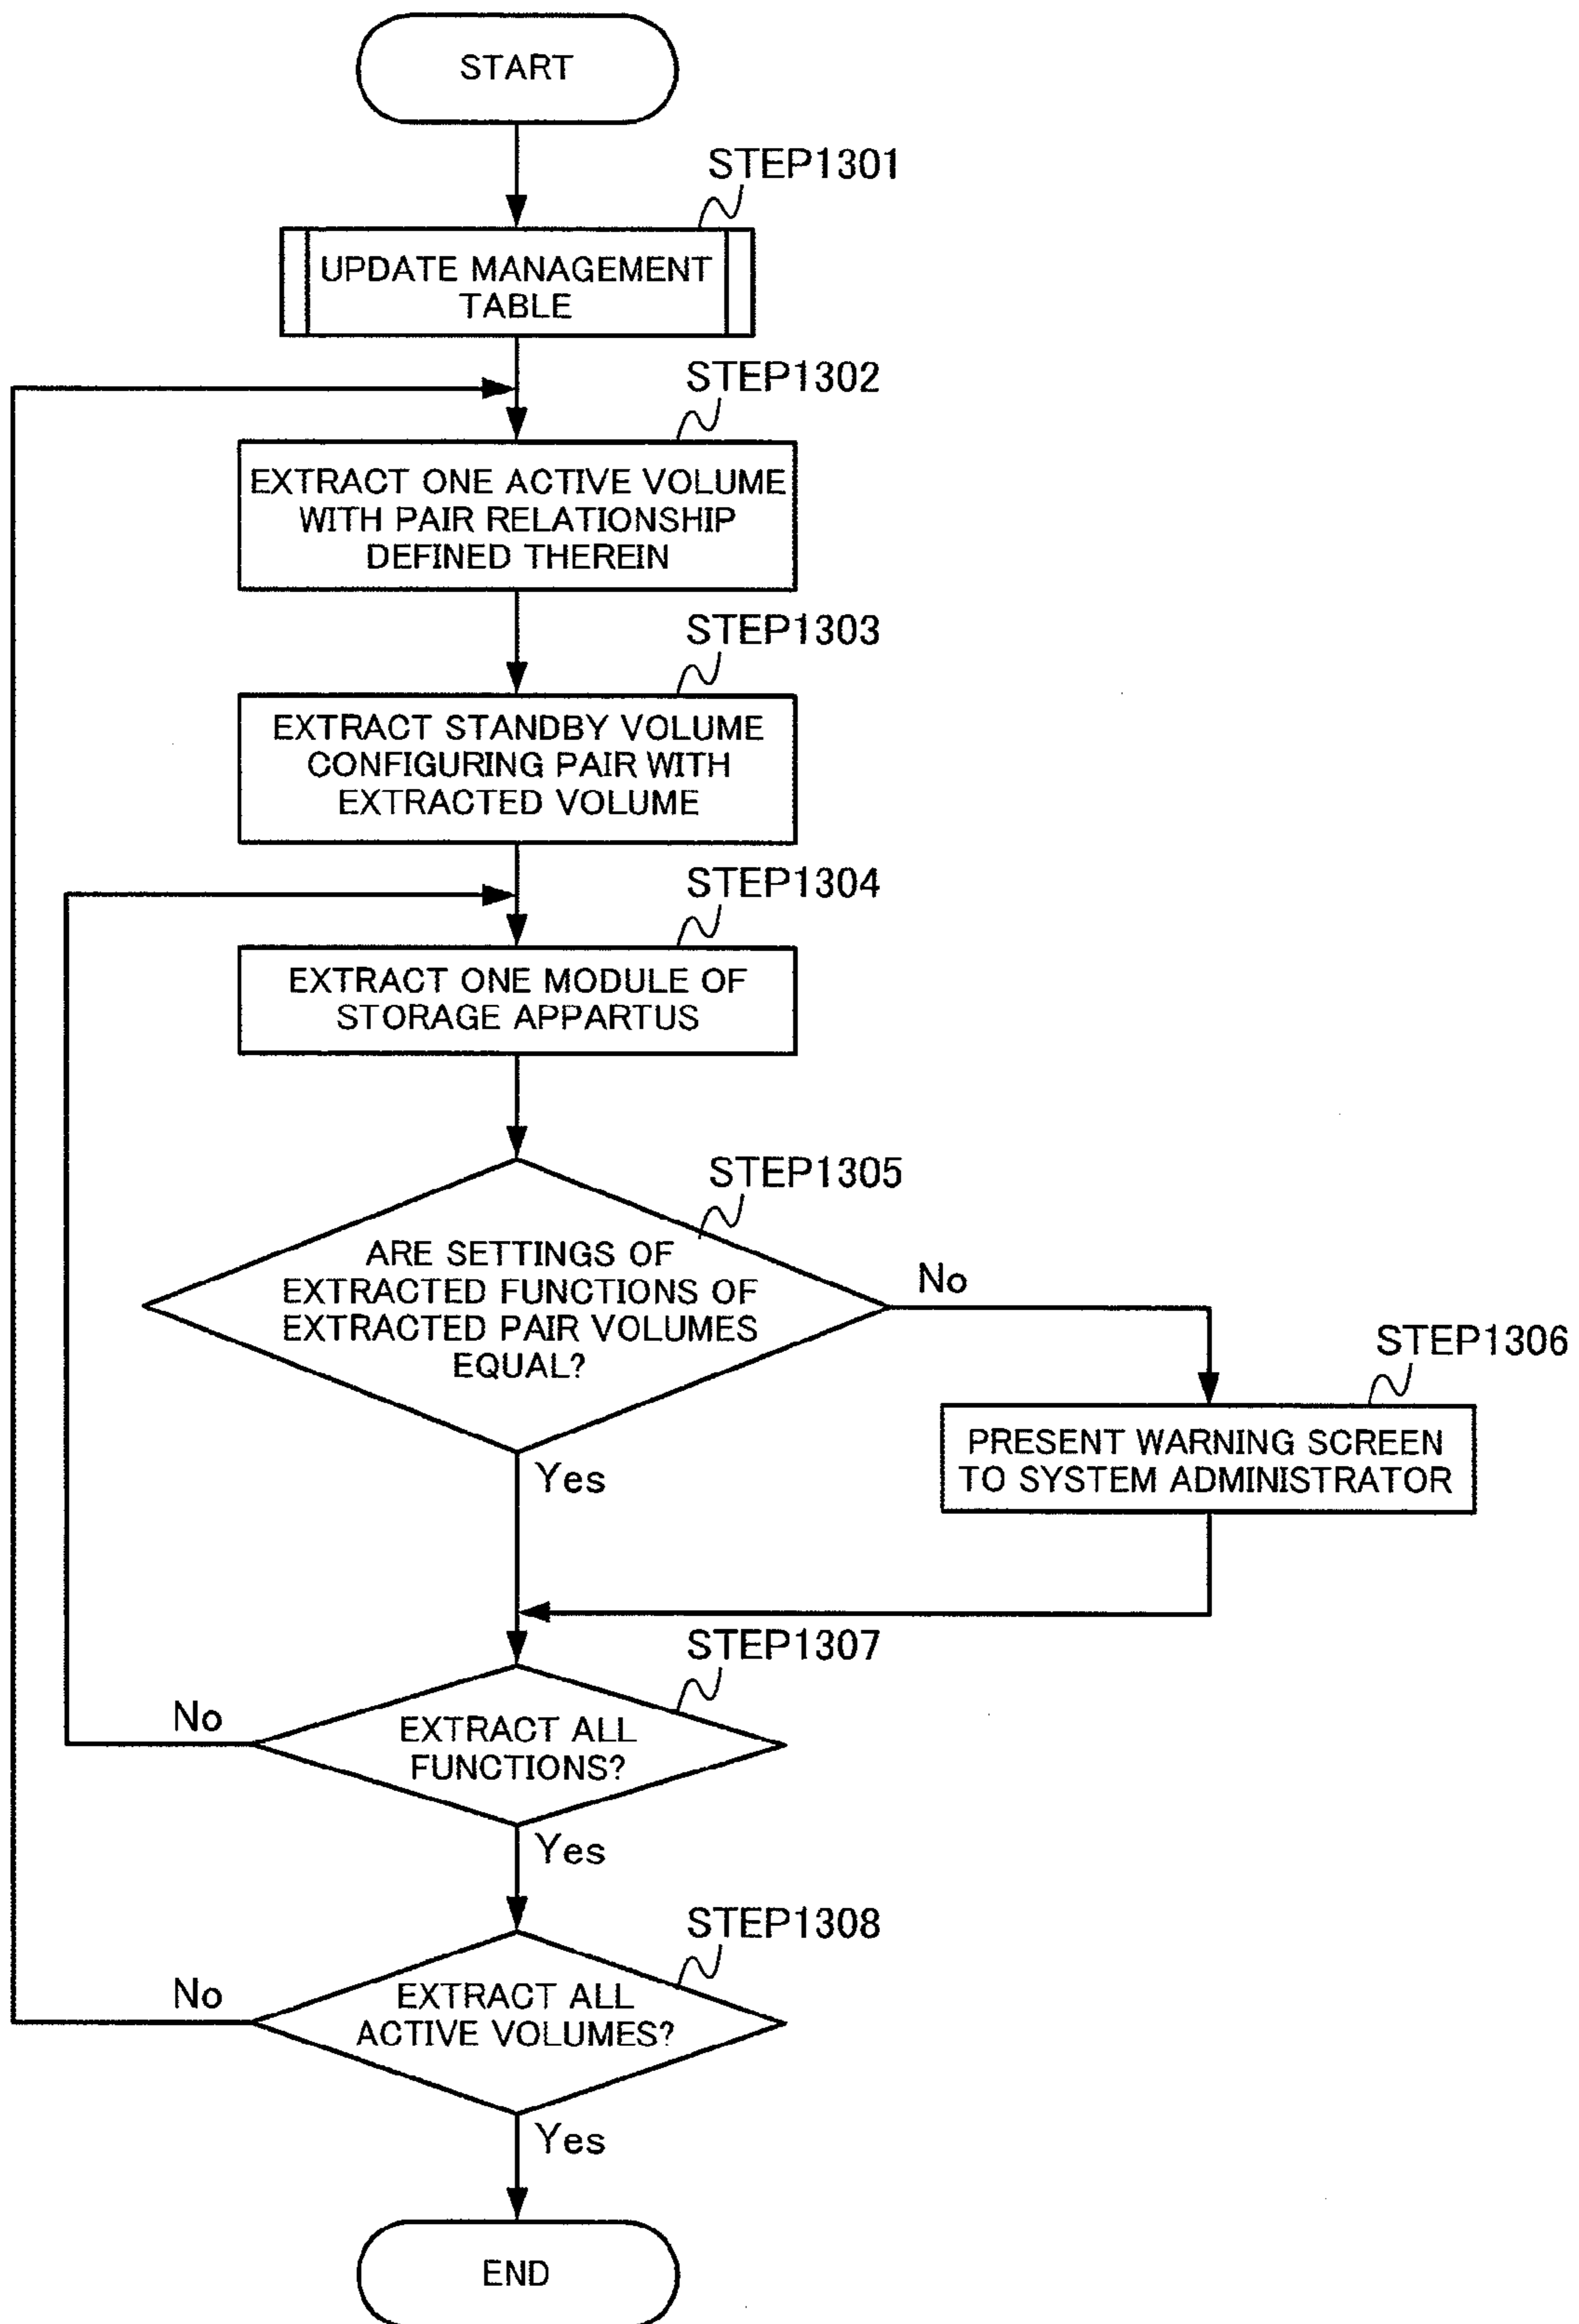 START
STEP1301
UPDATE MANAGEMENT
TABLE
STEP1302
EXTRACT ONE ACTIVE VOLUME
WITH PAIR RELATIONSHIP
DEFINED THEREIN
STEP1303
EXTRACT STANDBY VOLUME
CONFIGURING PAIR WITH
EXTRACTED VOLUME
STEP1304
EXTRACT ONE MODULE OF
STORAGE APPARTUS
STEP1305
ARE SETTINGS OF
EXTRACTED FUNCTIONS OF
EXTRACTED PAIR VOLUMES
EQUAL?
No
STEP1306
PRESENT WARNING SCREEN
TO SYSTEM ADMINISTRATOR
Yes
STEP1307
No
EXTRACT ALL
FUNCTIONS?
Yes
STEP1308
No
EXTRACT ALL
ACTIVE VOLUMES?
Yes
END